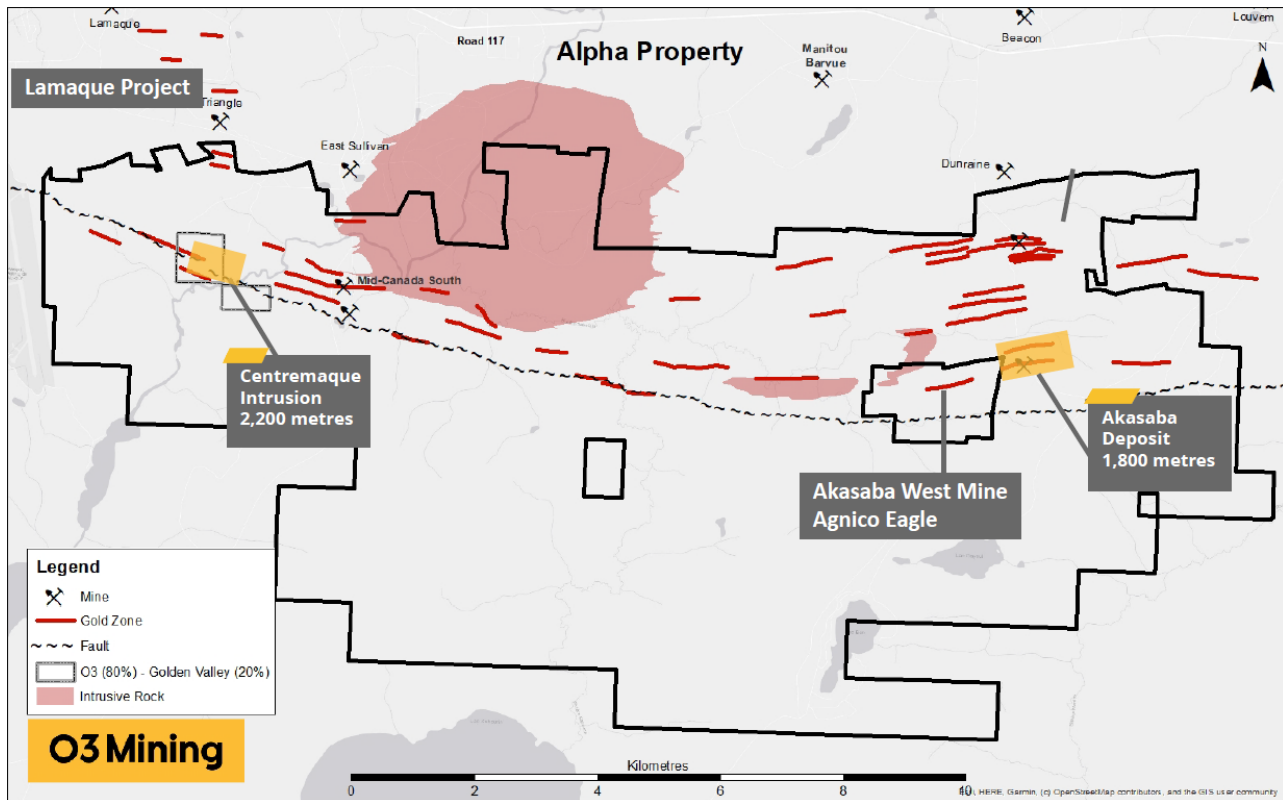 Lamaque
Road 117
Alpha Property
Manitou
Barvue
Beacon
Louvem
N
Lamaque Project
Triangle
East Sullivan
Dunraine
Mid-Canada South
Centremaque
Intrusion
2,200 metres
Akasaba
Deposit
1,800 metres
Akasaba West Mine
Agnico Eagle
Legend
Mine
Gold Zone
Fault
O3 (80%) - Golden Valley (20%)
Intrusive Rock
O3 Mining
Kilometres
0 2 4 6 8 10
HERE, Garmin, (c) OpenStreetMap contributors, and the GIS user community